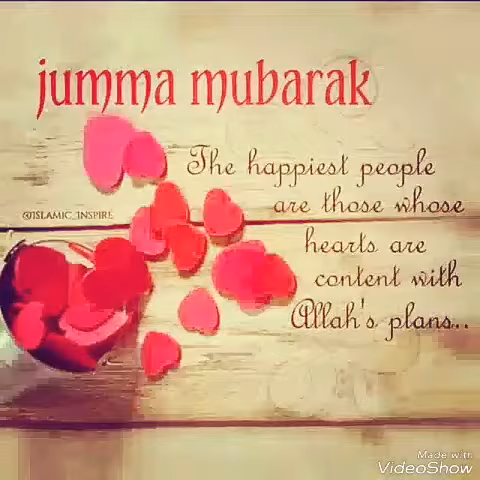 jumma mubarak
The happiest people
are those whose
@ISLAMIC_INSPIRE
hearts are
content with
Allah's plans..
Made with
VideoShow